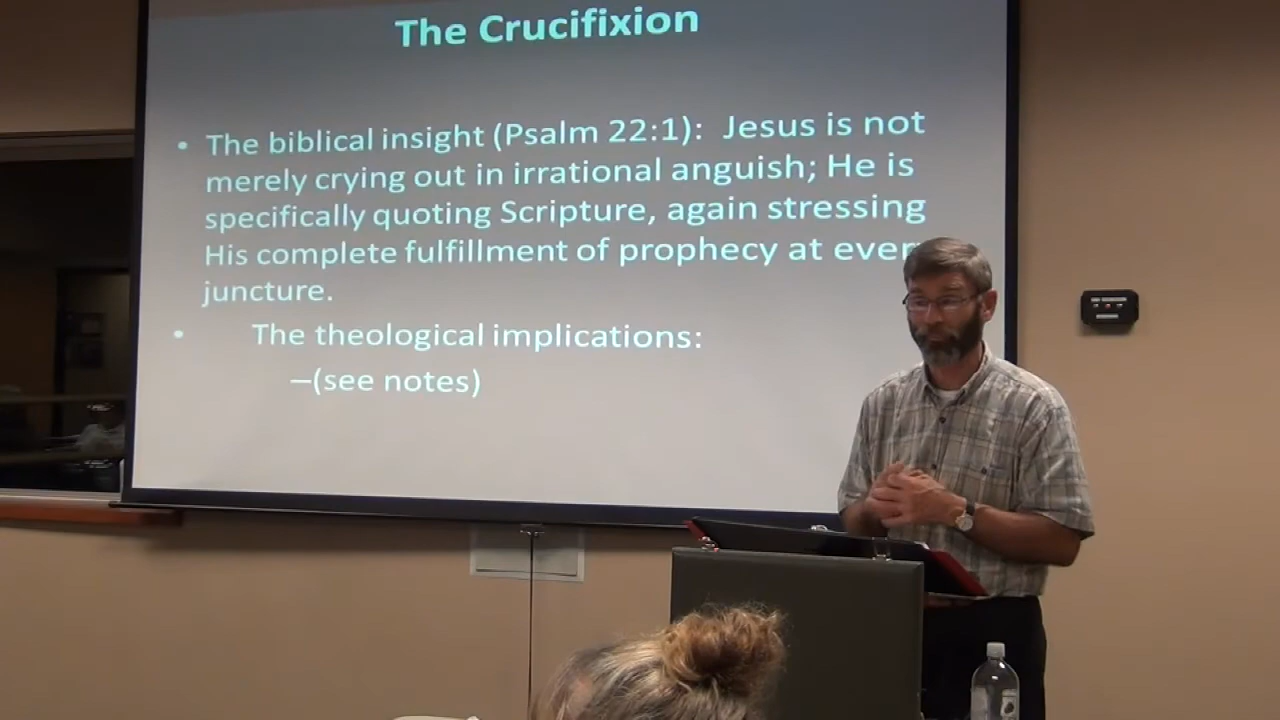 The Crucifixion
• The biblical insight (Psalm 22:1): Jesus is not
merely crying out in irrational anguish; He is
specifically quoting Scripture, again stressing
His complete fulfillment of prophecy at ever
juncture.
• The theological implications:
–(see notes)